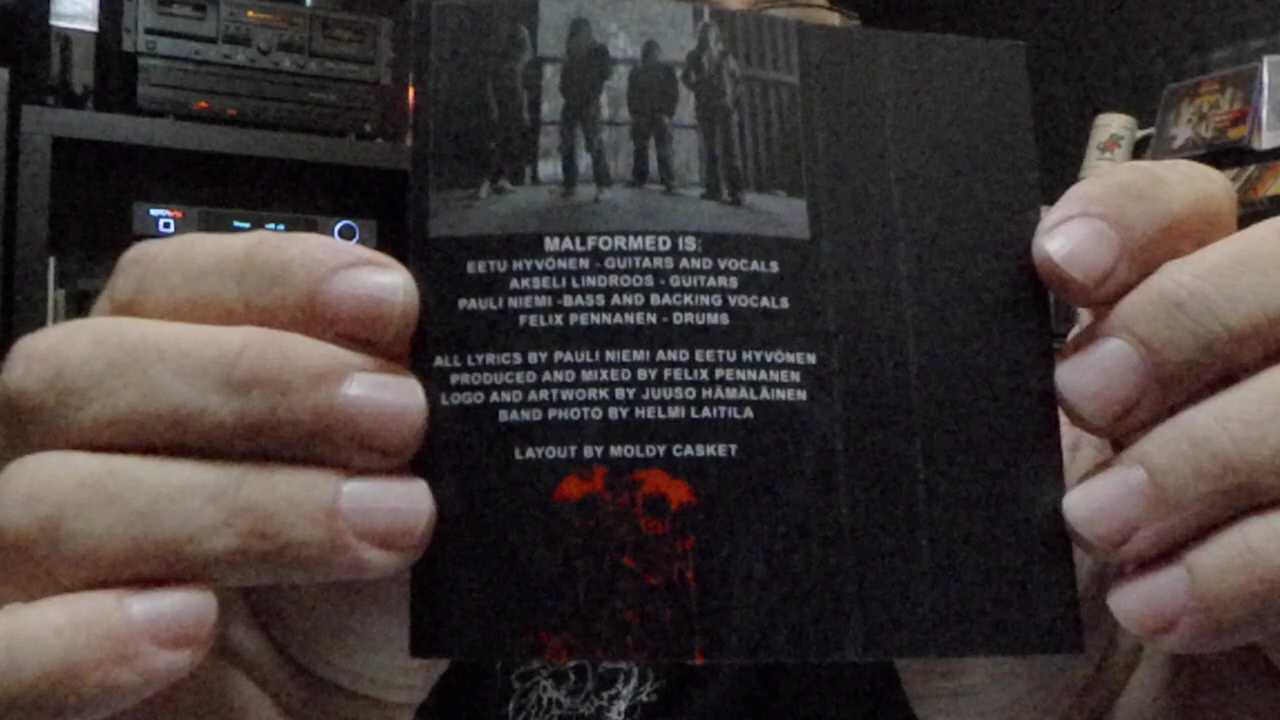 MALFORMED IS:
EETU HYVÖNEN - GUITARS AND VOCALS
AKSELI LINDROOS - GUITARS
PAULI NIEMI -BASS AND BACKING VOCALS
FELIX PENNANEN - DRUMS
ALL LYRICS BY PAULI NIEMI AND EETU HYVÖNEN
PRODUCED AND MIXED BY FELIX PENNANEN
LOGO AND ARTWORK BY JUUSO HÄMÄLÄINEN
BAND PHOTO BY HELMI LAITILA
LAYOUT BY MOLDY CASKET